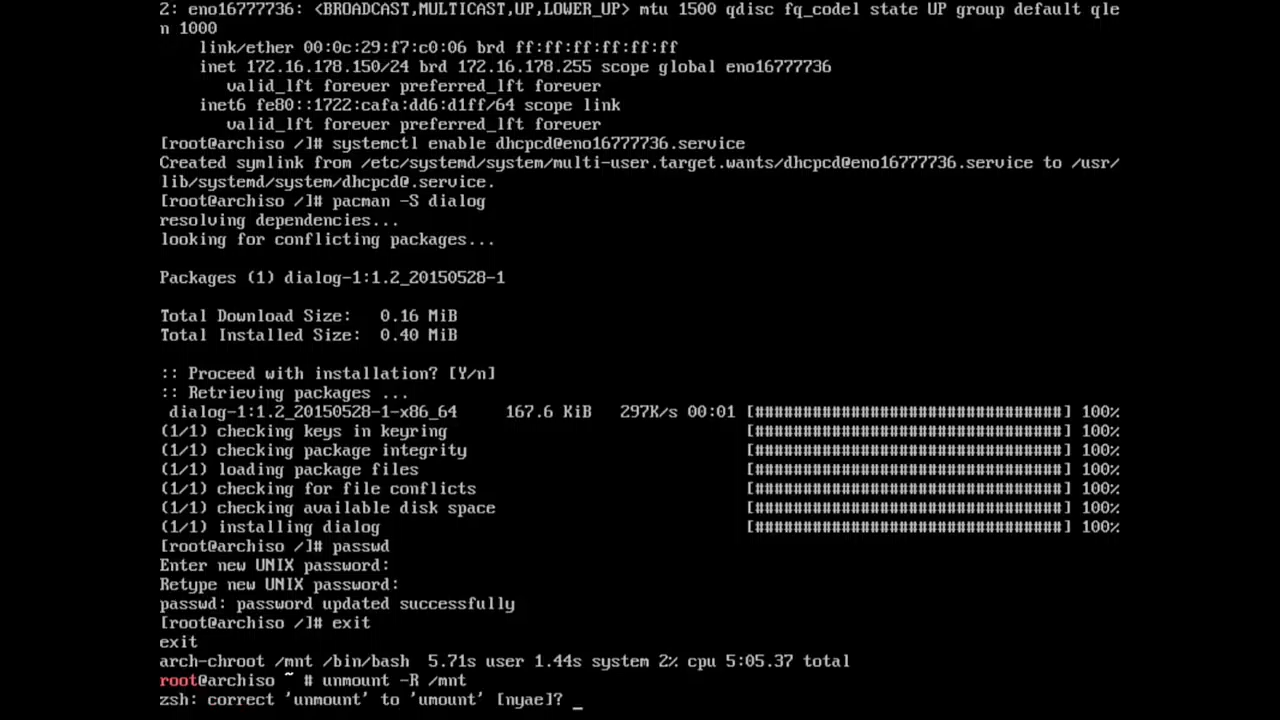 2: eno16777736: <BROADCAST,MULTICAST,UP,LOWER_UP> mtu 1500 qdisc fq_codel state UP group default qle
n 1000
link/ether 00:0c:29:f7:c0:06 brd ff:ff:ff:ff:ff:ff
inet 172.16.178.150/24 brd 172.16.178.255 scope global eno16777736
valid_lft forever preferred_lft forever
inet6 fe80::1722:cafa:dd6:d1ff/64 scope link
valid_lft forever preferred_lft forever
[root@archiso /]# systemctl enable dhcpcd@eno16777736.service
Created symlink from /etc/systemd/system/multi-user.target.wants/dhcpcd@eno16777736.service to /usr/
lib/systemd/system/dhcpcd@.service.
[root@archiso /]# pacman -S dialog
resolving dependencies...
looking for conflicting packages...
Packages (1) dialog-1:1.2_20150528-1
Total Download Size:   0.16 MiB
Total Installed Size:  0.40 MiB
:: Proceed with installation? [Y/n]
:: Retrieving packages ...
dialog-1:1.2_20150528-1-x86_64     167.6 KiB   297K/s 00:01 [################################] 100%
(1/1) checking keys in keyring [################################] 100%
(1/1) checking package integrity [################################] 100%
(1/1) loading package files [################################] 100%
(1/1) checking for file conflicts [################################] 100%
(1/1) checking available disk space [################################] 100%
(1/1) installing dialog [################################] 100%
[root@archiso /]# passwd
Enter new UNIX password:
Retype new UNIX password:
passwd: password updated successfully
[root@archiso /]# exit
exit
arch-chroot /mnt /bin/bash  5.71s user 1.44s system 2% cpu 5:05.37 total
root@archiso ~ # unmount -R /mnt
zsh: correct 'unmount' to 'umount' [nyae]? _